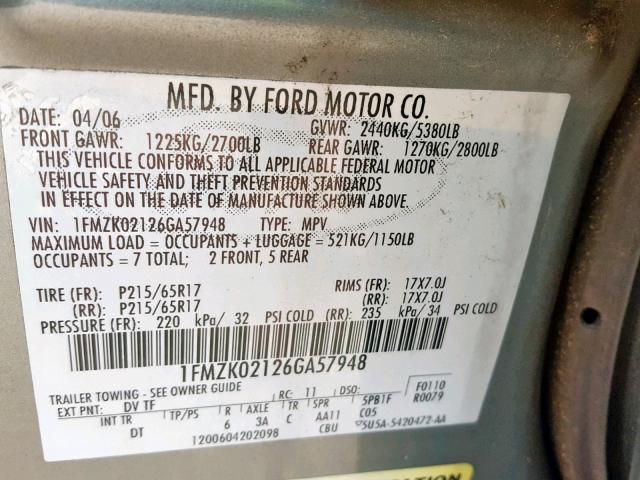 MFD. BY FORD MOTOR CO.
DATE: 04/06 GVWR: 2440KG/5380LB
FRONT GAWR: 1225KG/2700LB REAR GAWR: 1270KG/2800LB
THIS VEHICLE CONFORMS TO ALL APPLICABLE FEDERAL MOTOR
VEHICLE SAFETY AND THEFT PREVENTION STANDARDS
IN EFFECT ON THE DATE OF MANUFACTURE SHOWN ABOVE.
VIN: 1FMZK02126GA57948 TYPE: MPV
MAXIMUM LOAD = OCCUPANTS + LUGGAGE = 521KG/1150LB
OCCUPANTS = 7 TOTAL; 2 FRONT, 5 REAR
TIRE (FR): P215/65R17 RIMS (FR): 17X7.0J
(RR): P215/65R17 (RR): 17X7.0J
PRESSURE (FR): 220 kPa/ 32 PSI COLD (RR): 235 kPa/ 34 PSI COLD
1FMZK02126GA57948
TRAILER TOWING - SEE OWNER GUIDE RC: 11 DSO: F0110
EXT PNT: DV TF 5PB1F R0079
INT TR TP/PS R AXLE TR SPR C05
DT 6 3A C AA11 5U5A-5420472-AA
1200604202098 CBU